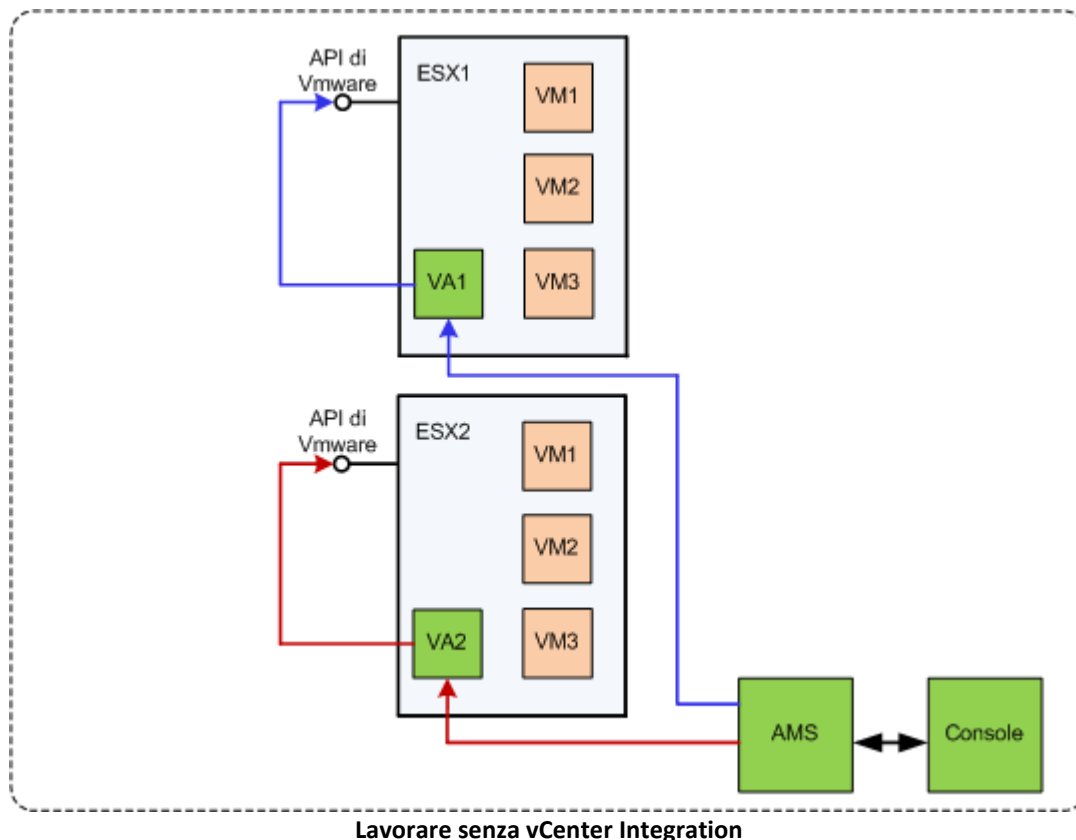 API di
Vmware
ESX1
VM1
VM2
VA1
VM3
API di
Vmware
ESX2
VM1
VM2
VA2
VM3
AMS
Console
Lavorare senza vCenter Integration